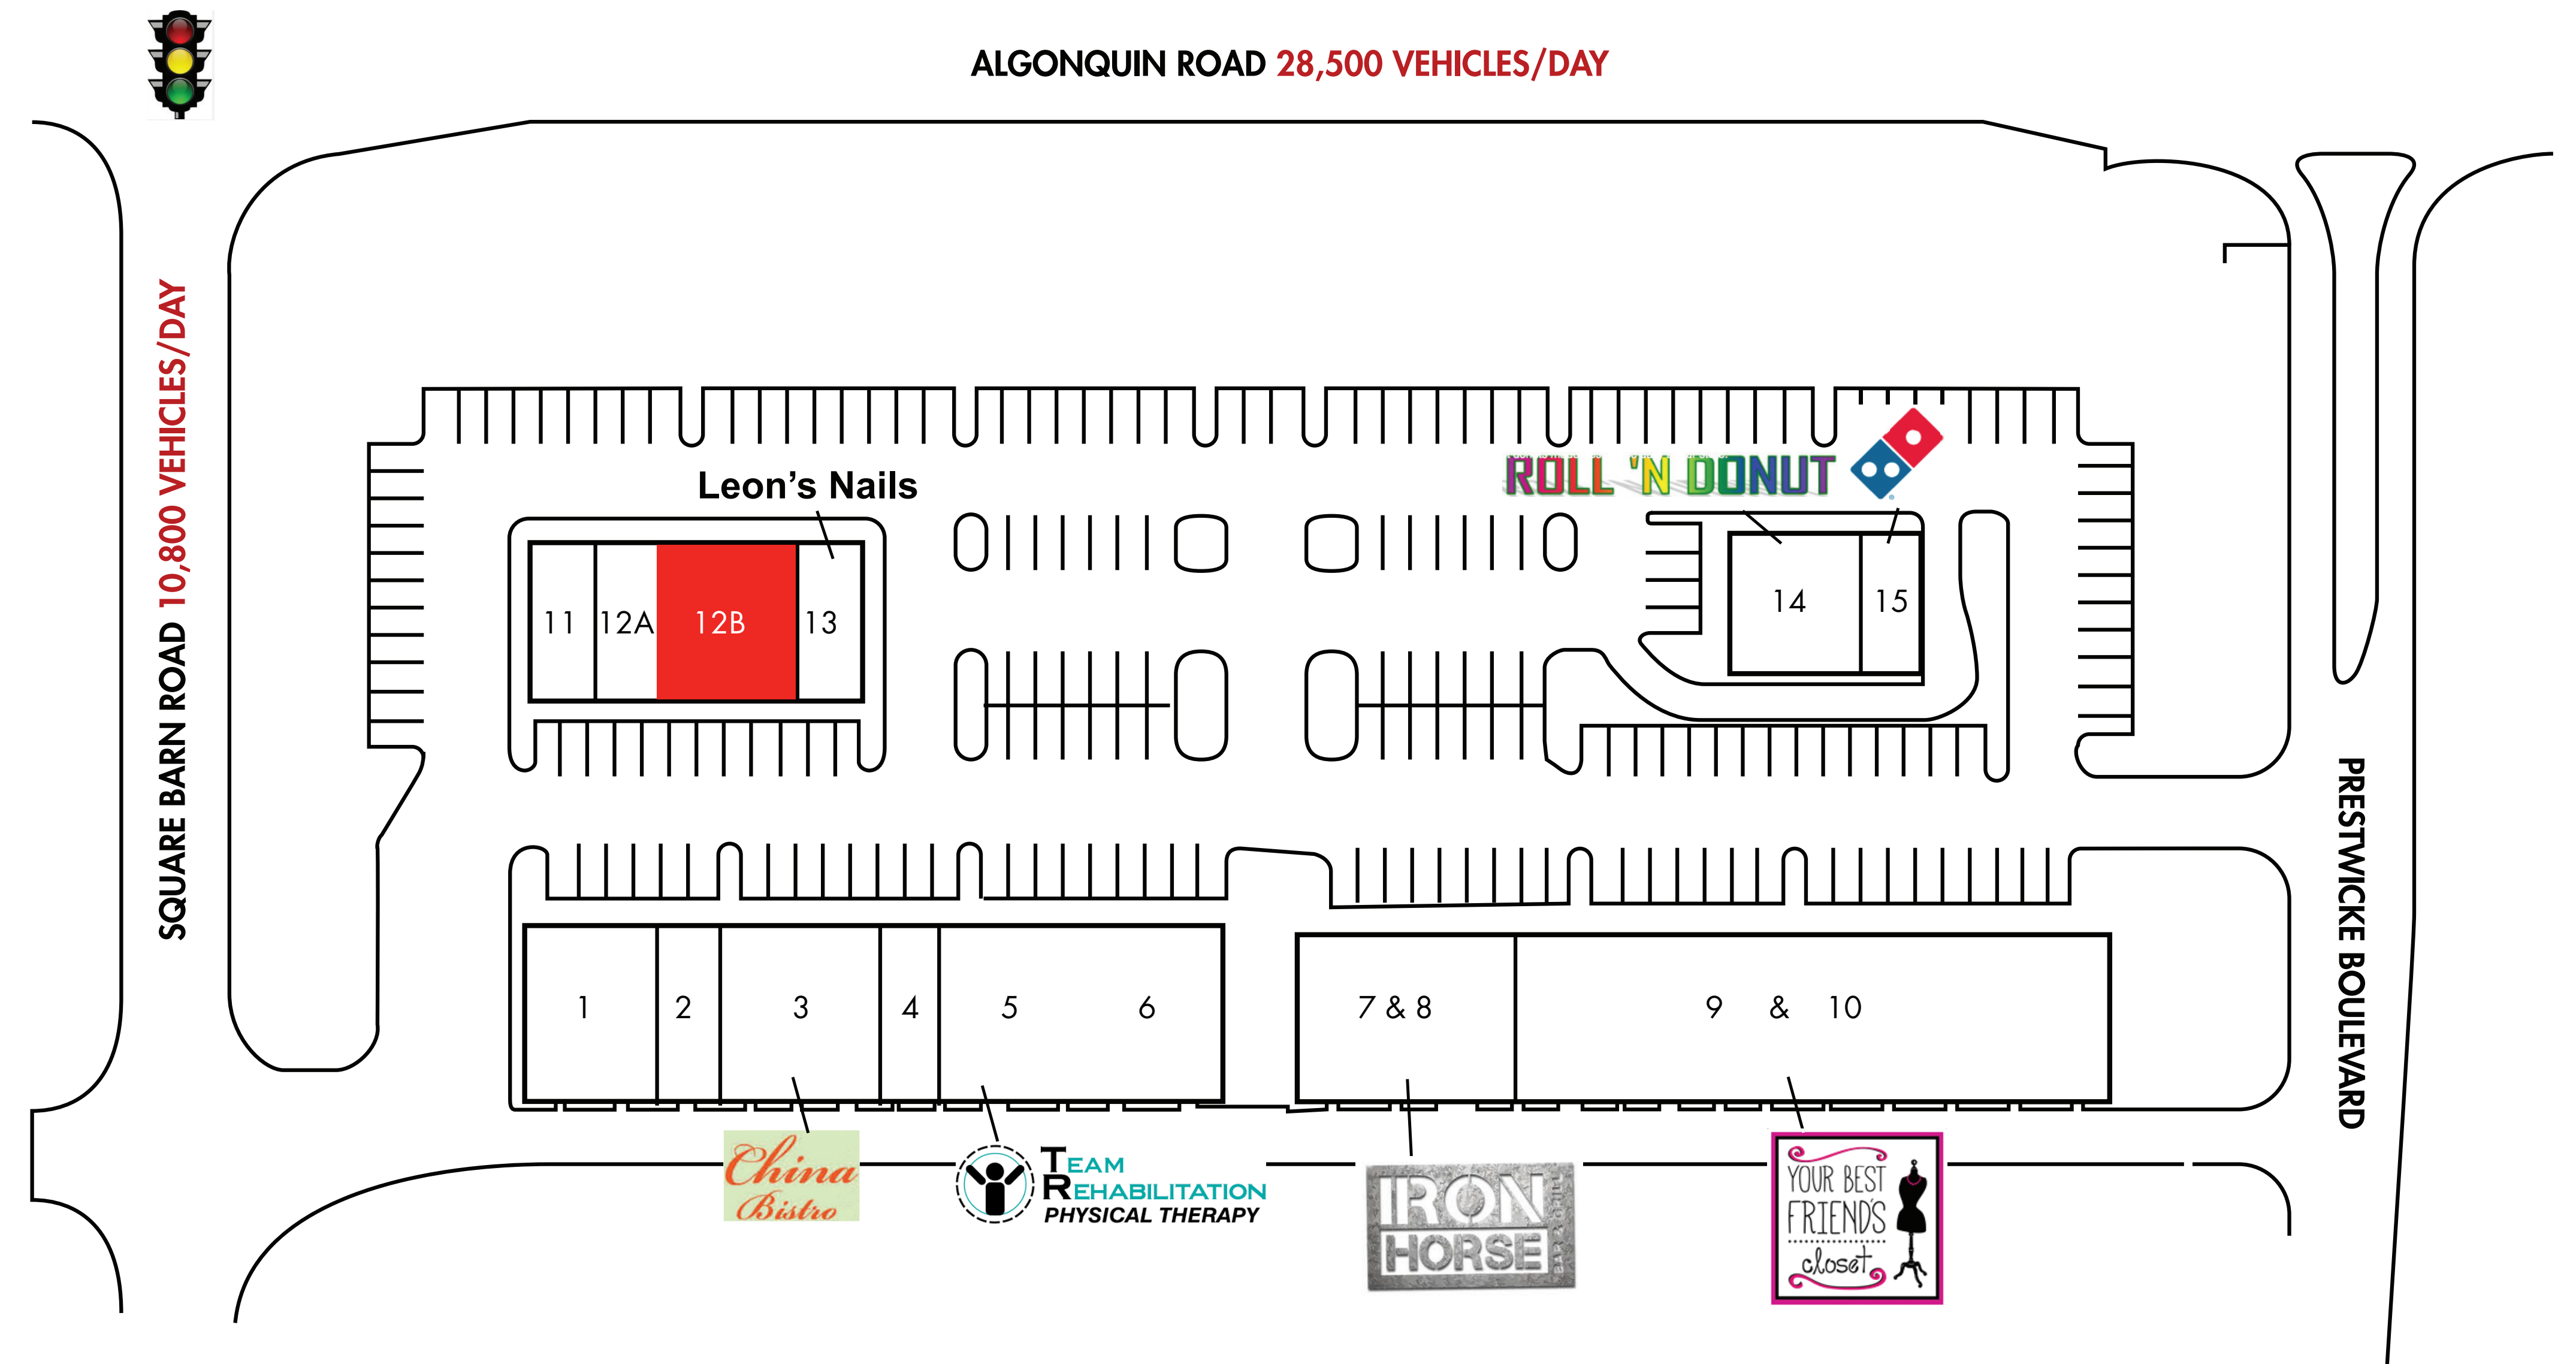 ALGONQUIN ROAD 28,500 VEHICLES/DAY
SQUARE BARN ROAD 10,800 VEHICLES/DAY
Leon's Nails
ROLL 'N DONUT
11 12A 12B 13
14 15
PRESTWICKE BOULEVARD
1 2 3 4 5 6
7 & 8
9 & 10
China
Bistro
TEAM
REHABILITATION
PHYSICAL THERAPY
IRON
HORSE
BAR & GRILL
YOUR BEST
FRIEND'S
closet